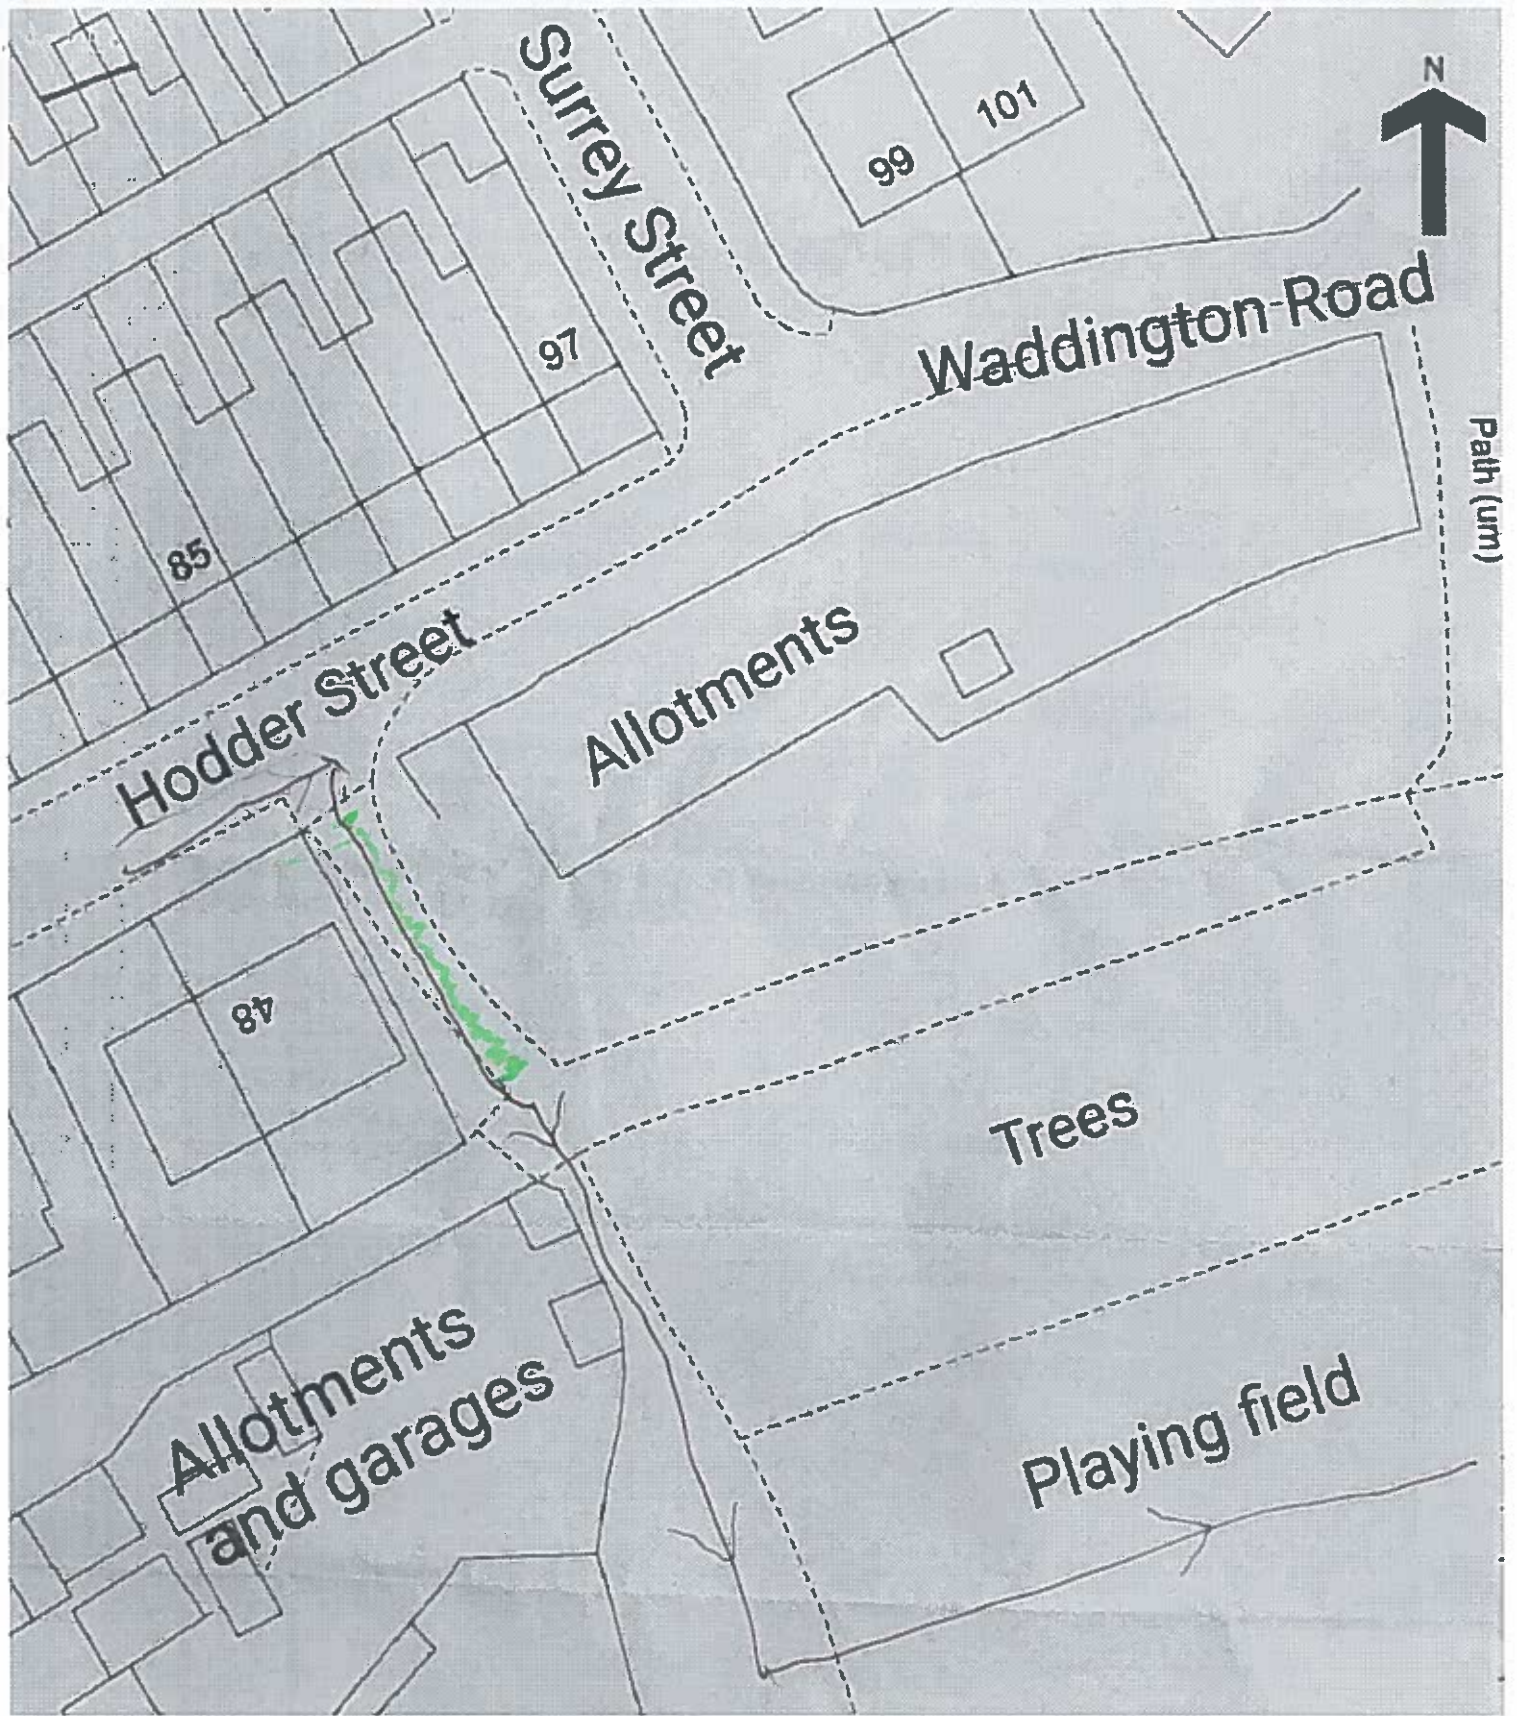 Surrey Street
N
101
99
Waddington Road
97
Path (um)
85
Hodder Street
Allotments
48
Trees
Allotments
and garages
Playing field